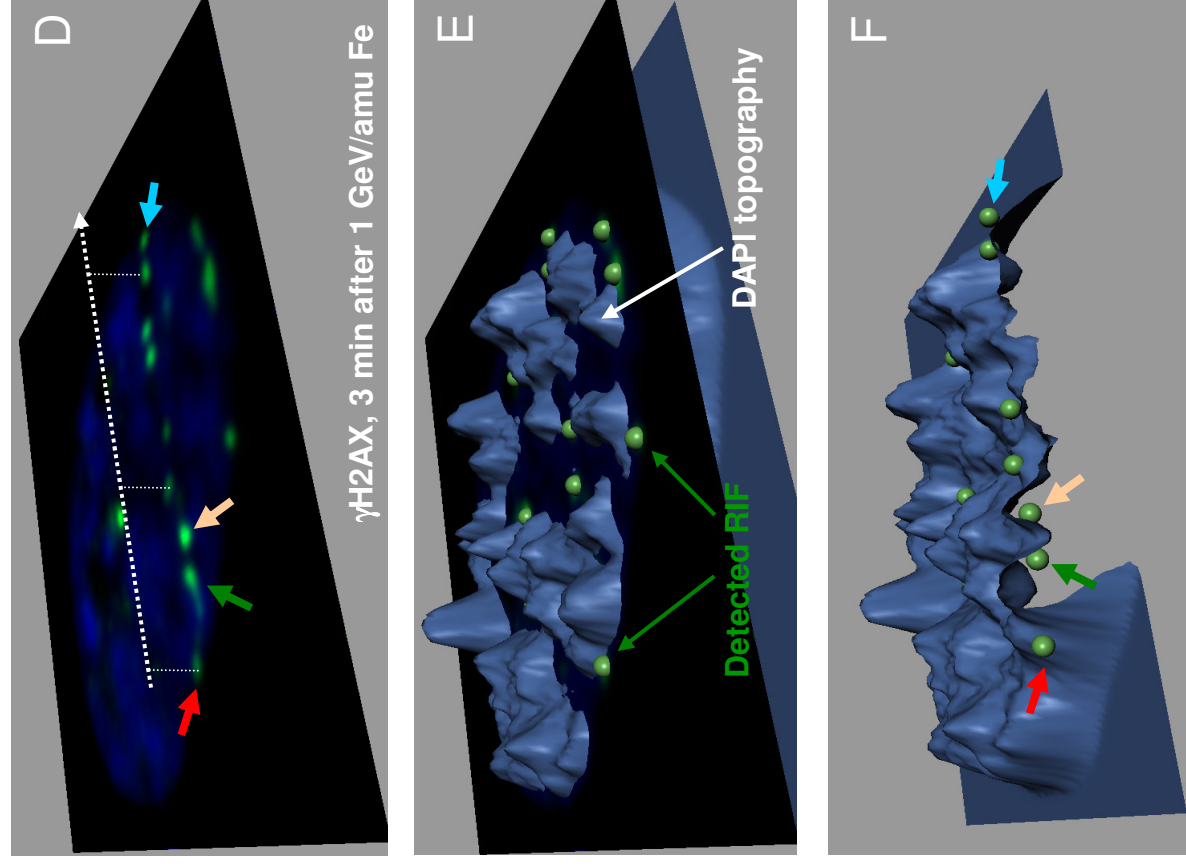 D
γH2AX, 3 min after 1 GeV/amu Fe
E
DAPI topography
Detected RIF
F